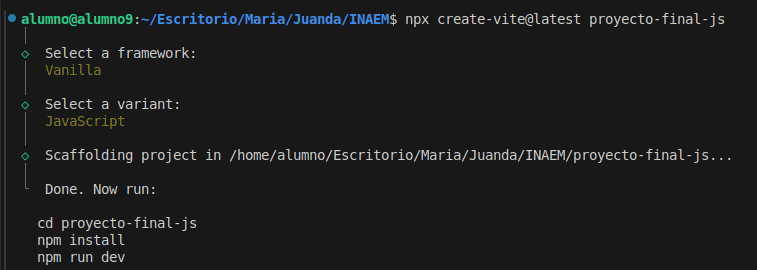 alumno@alumno9:~/Escritorio/Maria/Juanda/INAEM$ npx create-vite@latest proyecto-final-js
Select a framework:
Vanilla
Select a variant:
JavaScript
Scaffolding project in /home/alumno/Escritorio/Maria/Juanda/INAEM/proyecto-final-js...
Done. Now run:
cd proyecto-final-js
npm install
npm run dev